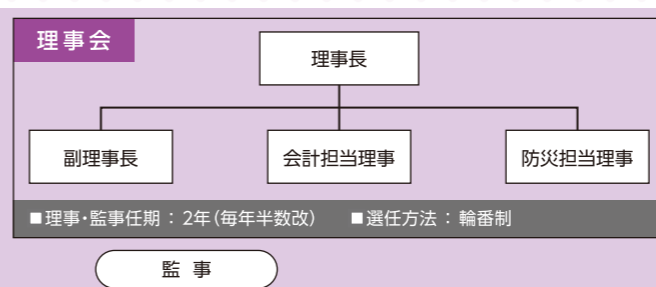 理事会
理事長
副理事長
会計担当理事
防災担当理事
■理事・監事任期：2年(毎年半数改) ■選任方法：輪番制
監 事